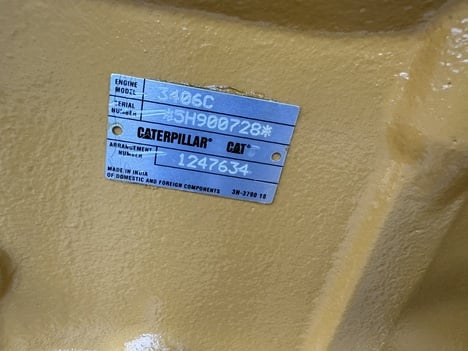 ENGINE MODEL 3406C
SERIAL NUMBER *5H900728*
CATERPILLAR® CAT®
ARRANGEMENT NUMBER 1247634
MADE IN INDIA
OF DOMESTIC AND FOREIGN COMPONENTS 3H-3790 18